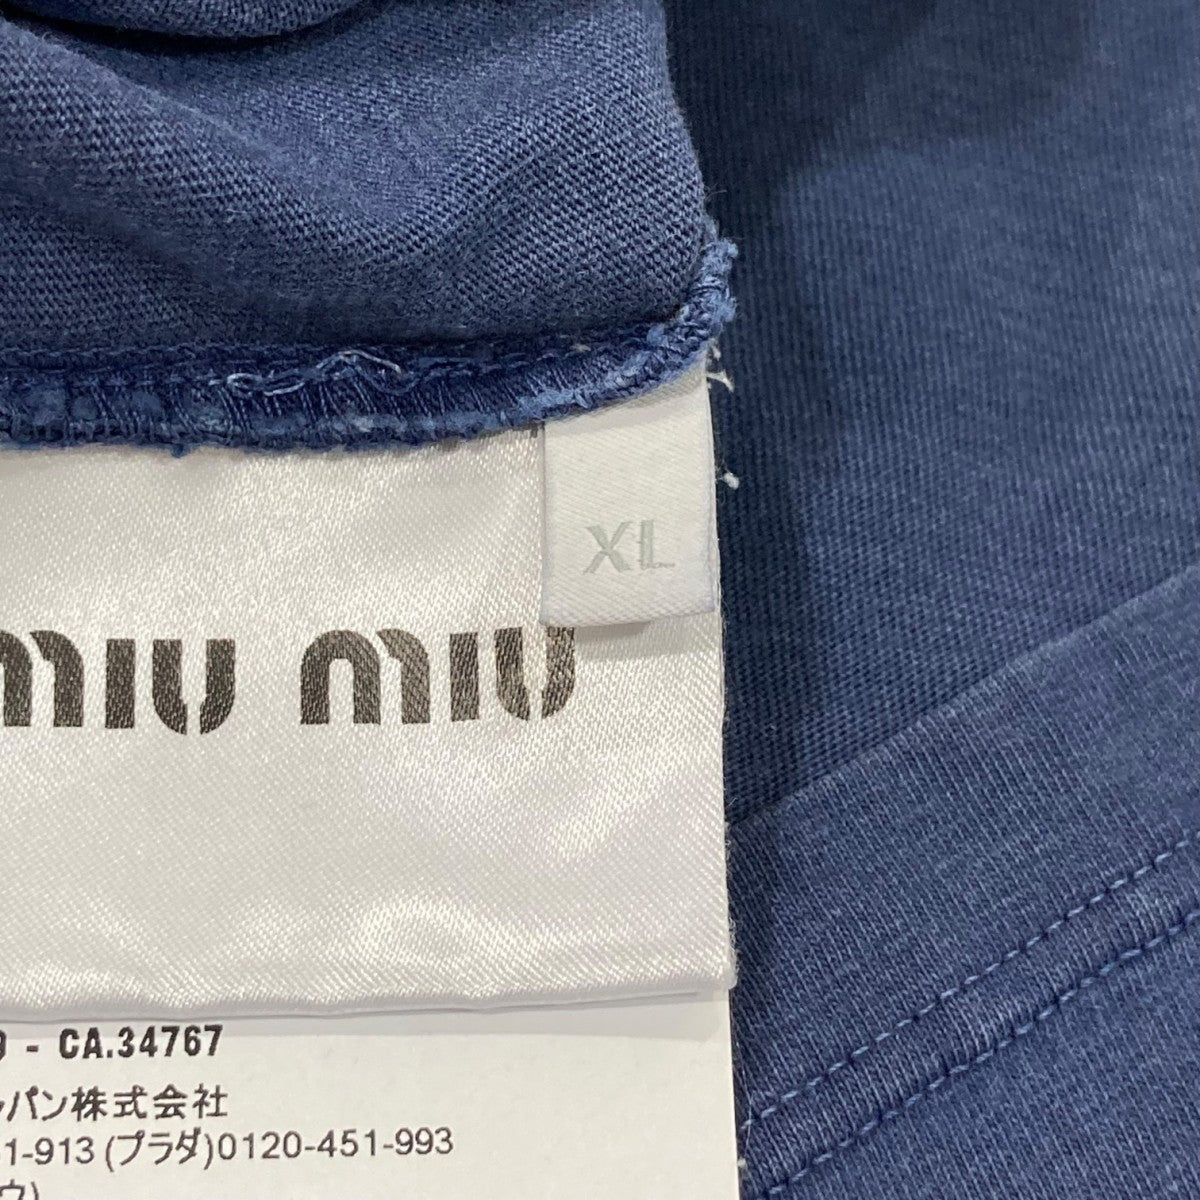 XL
miu miu
9 - CA.34767
パン株式会社
1-913 (プラダ)0120-451-993